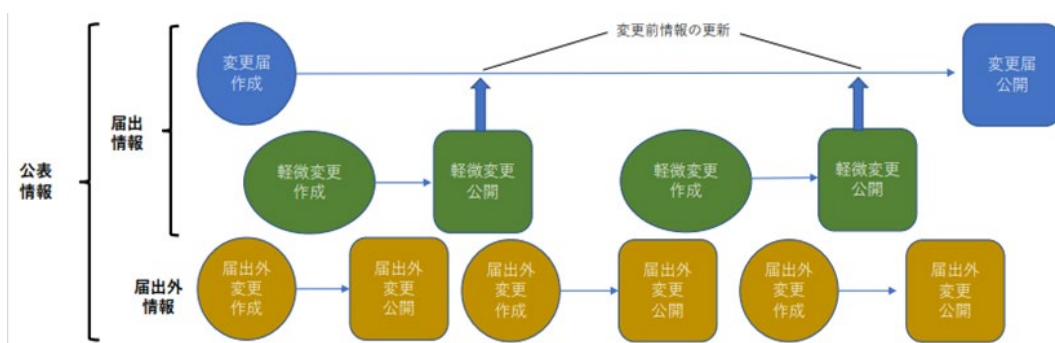 変更前情報の更新
変更届
作成
変更届
公開
届出
情報
公表
情報
軽微変更
作成
軽微変更
公開
軽微変更
作成
軽微変更
公開
届出外
情報
届出外
変更
作成
届出外
変更
公開
届出外
変更
作成
届出外
変更
公開
届出外
変更
作成
届出外
変更
公開